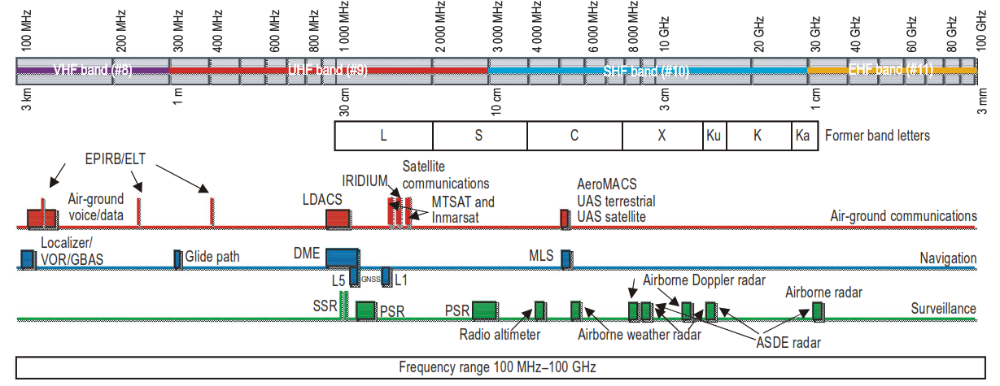 100 MHz
200 MHz
300 MHz
400 MHz
600 MHz
800 MHz
1 000 MHz
2 000 MHz
3 000 MHz
4 000 MHz
6 000 MHz
8 000 MHz
10 GHz
20 GHz
30 GHz
40 GHz
60 GHz
80 GHz
100 GHz
VHF band (#8)
UHF band (#9)
SHF band (#10)
EHF band (#11)
3 km
1 m
30 cm
10 cm
3 cm
1 cm
3 mm
L
S
C
X
Ku
K
Ka
Former band letters
EPIRB/ELT
Air-ground
voice/data
LDACS
IRIDIUM
Satellite
communications
MTSAT and
Inmarsat
AeroMACS
UAS terrestrial
UAS satellite
Air-ground communications
Localizer/
VOR/GBAS
Glide path
DME
L5
GNSS
L1
MLS
Navigation
SSR
PSR
PSR
Radio altimeter
Airborne weather radar
Airborne Doppler radar
ASDE radar
Airborne radar
Surveillance
Frequency range 100 MHz–100 GHz